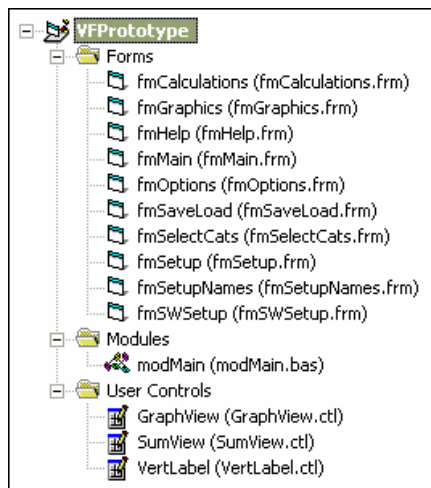 VFPrototype
Forms
fmCalculations (fmCalculations.frm)
fmGraphics (fmGraphics.frm)
fmHelp (fmHelp.frm)
fmMain (fmMain.frm)
fmOptions (fmOptions.frm)
fmSaveLoad (fmSaveLoad.frm)
fmSelectCats (fmSelectCats.frm)
fmSetup (fmSetup.frm)
fmSetupNames (fmSetupNames.frm)
fmSWSetup (fmSWSetup.frm)
Modules
modMain (modMain.bas)
User Controls
GraphView (GraphView.ctl)
SumView (SumView.ctl)
VertLabel (VertLabel.ctl)